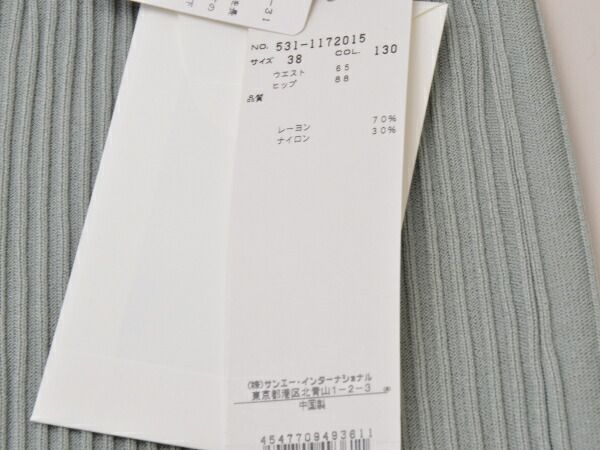 NO. 531-1172015
サイズ 38 COL. 130
ウエスト 65
ヒップ 88
品質
レーヨン 70%
ナイロン 30%
(株)サンエー・インターナショナル
東京都港区北青山1-2-3
中国製
4547709493611